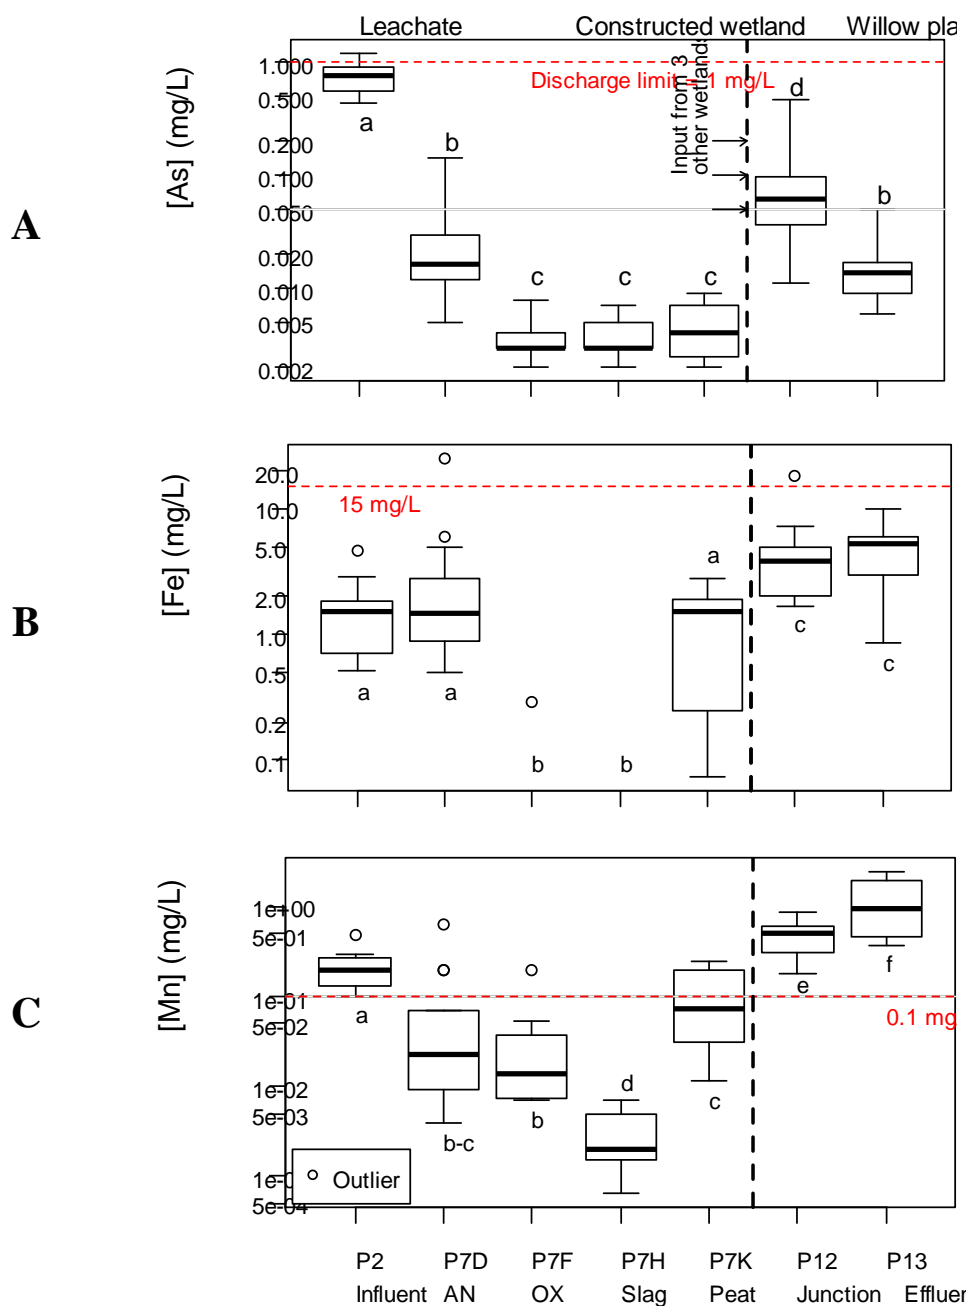 Leachate Constructed wetland Willow pla
A
[As] (mg/L)
1.000
0.500
0.200
0.100
0.050
0.020
0.010
0.005
0.002
Discharge limit = 1 mg/L
Input from 3
other wetlands
a
b
c
c
c
d
b
B
[Fe] (mg/L)
20.0
10.0
5.0
2.0
1.0
0.5
0.2
0.1
15 mg/L
a
a
b
b
a
c
c
C
[Mn] (mg/L)
1e+00
5e-01
1e-01
5e-02
1e-02
5e-03
5e-04
0.1 mg
a
b-c
b
d
c
e
f
Outlier
P2 P7D P7F P7H P7K P12 P13
Influent AN OX Slag Peat Junction Effluen